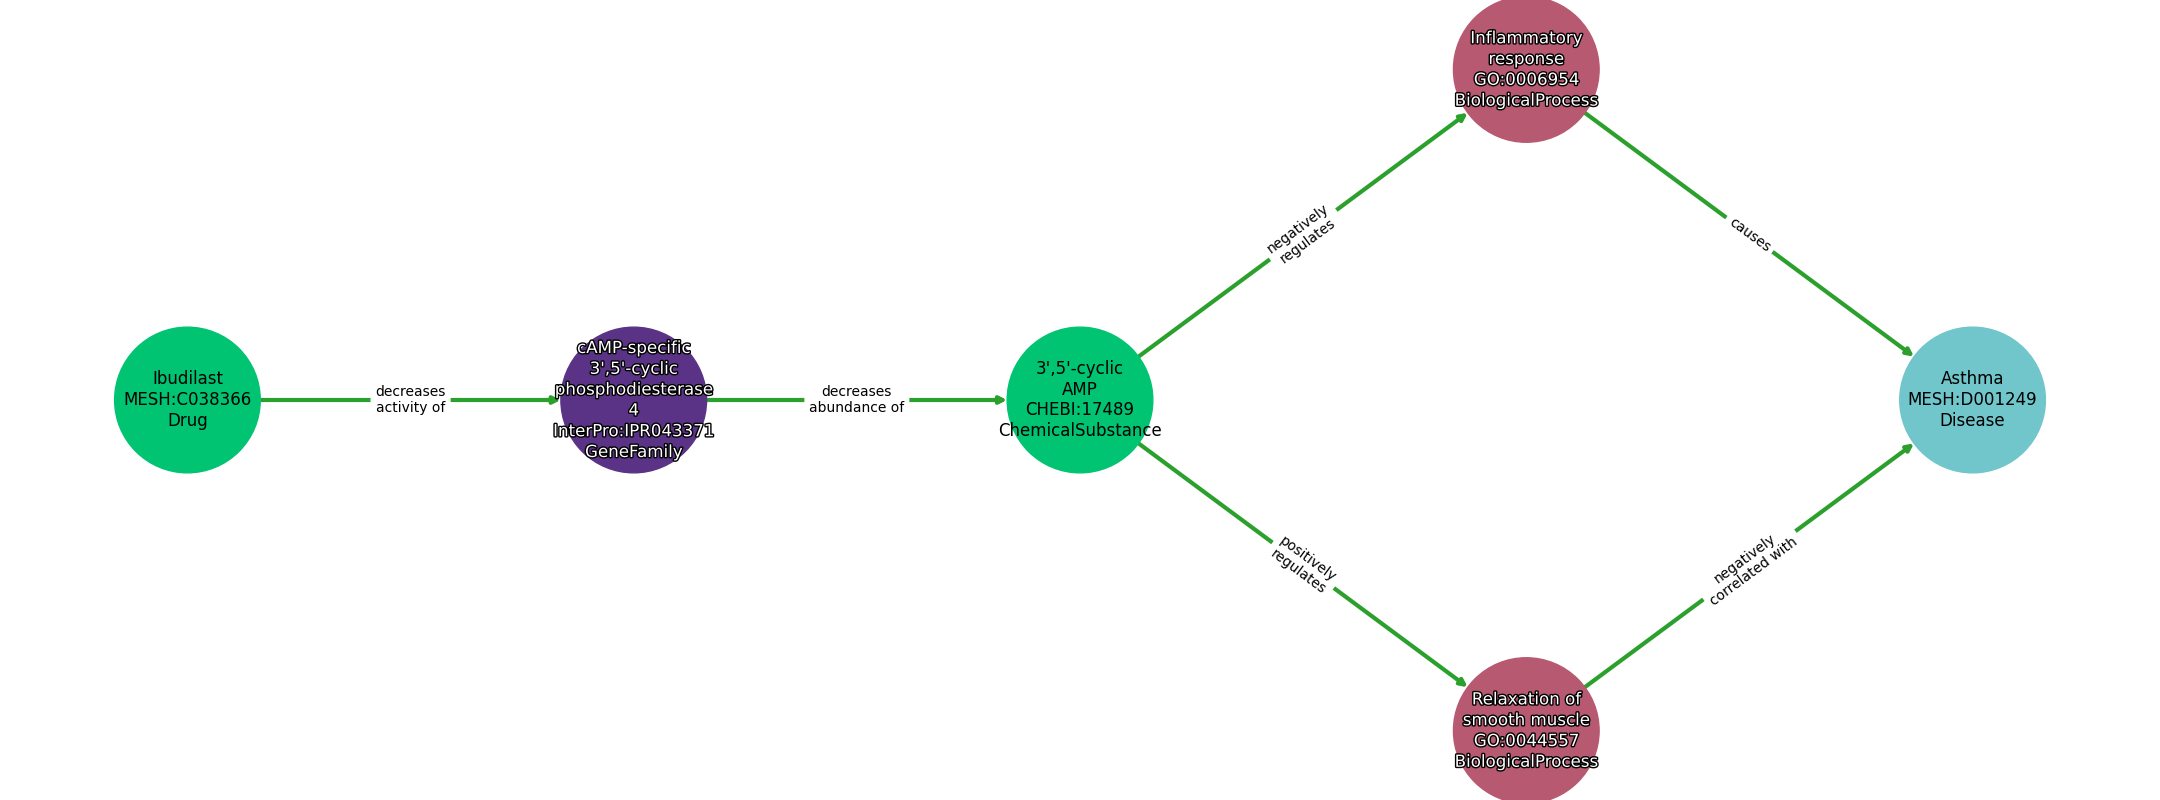 Inflammatory
response
GO:0006954
BiologicalProcess
negatively
regulates
causes
Ibudilast
MESH:C038366
Drug
decreases
activity of
cAMP-specific
3',5'-cyclic
phosphodiesterase
4
InterPro:IPR043371
GeneFamily
decreases
abundance of
3',5'-cyclic
AMP
CHEBI:17489
ChemicalSubstance
Asthma
MESH:D001249
Disease
positively
regulates
negatively
correlated with
Relaxation of
smooth muscle
GO:0044557
BiologicalProcess